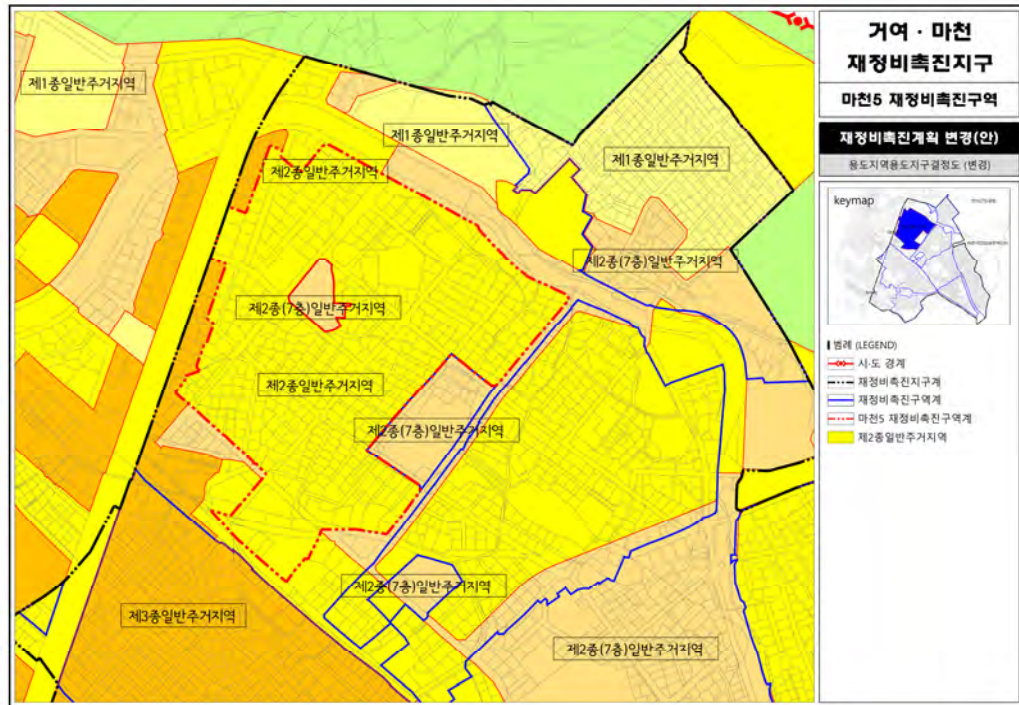 제1종일반주거지역
제1종일반주거지역
제1종일반주거지역
제2종일반주거지역
제2종(7층)일반주거지역
제2종(7층)일반주거지역
제2종일반주거지역
제2종(7층)일반주거지역
제2종(7층)일반주거지역
제3종일반주거지역
제2종(7층)일반주거지역
거여 · 마천
재정비촉진지구
마천5 재정비촉진구역
재정비촉진계획 변경(안)
용도지역용도지구결정도 (변경)
keymap
범례 (LEGEND)
시·도 경계
재정비촉진지구계
재정비촉진구역계
마천5 재정비촉진구역계
제2종일반주거지역